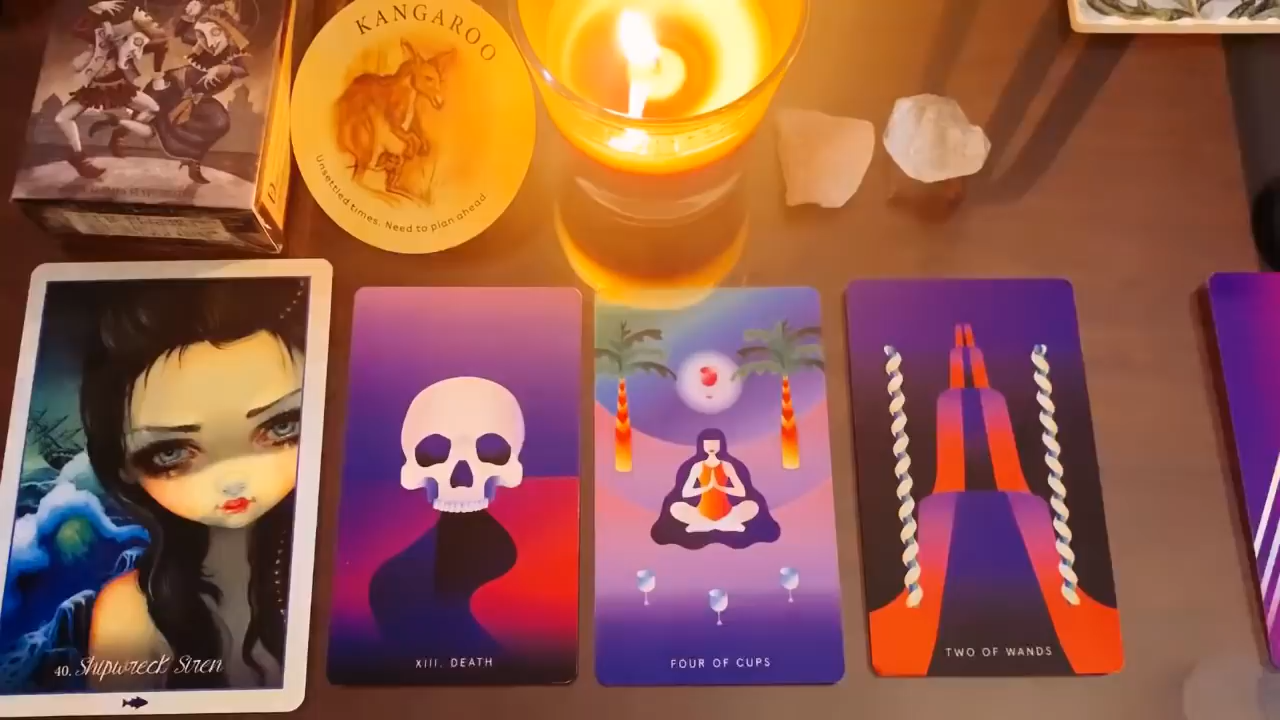 KANGAROO
Unsettled times. Need to plan ahead
40. Shipwreck Siren
XIII. DEATH
FOUR OF CUPS
TWO OF WANDS